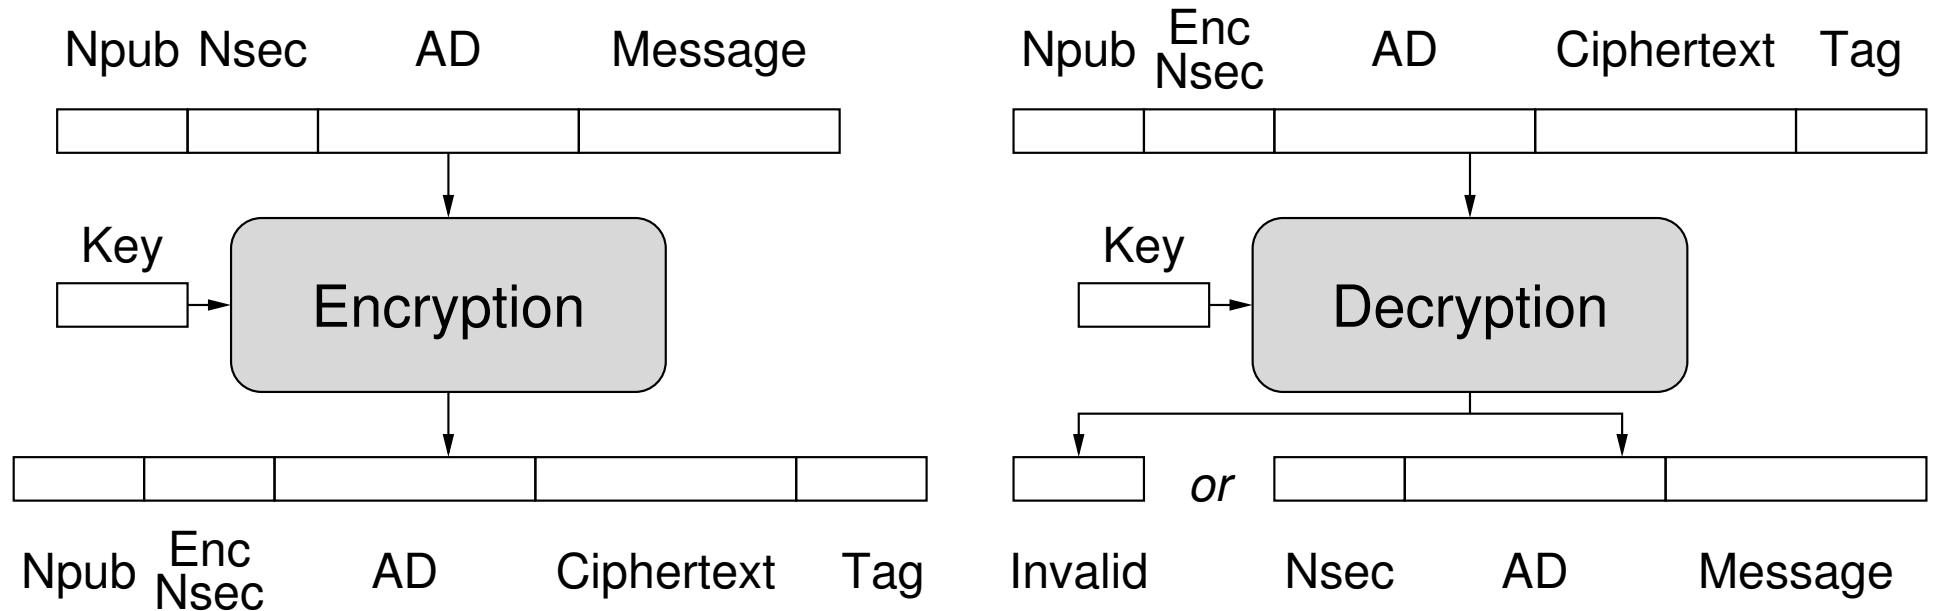 Npub Nsec AD Message
Key
Encryption
Npub Enc Nsec AD Ciphertext Tag
Npub Enc Nsec AD Ciphertext Tag
Key
Decryption
or
Invalid Nsec AD Message